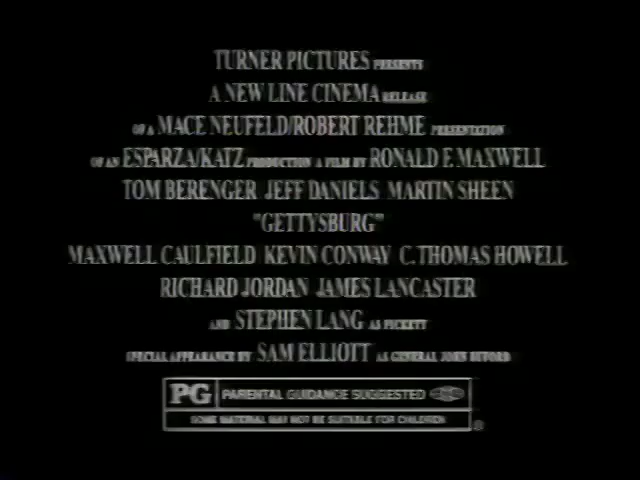 TURNER PICTURES PRESENTS
A NEW LINE CINEMA RELEASE
OF A MACE NEUFELD/ROBERT REHME PRESENTATION
OF AN ESPARZA/KATZ PRODUCTION A FILM BY RONALD F. MAXWELL
TOM BERENGER JEFF DANIELS MARTIN SHEEN
"GETTYSBURG"
MAXWELL CAULFIELD KEVIN CONWAY C. THOMAS HOWELL
RICHARD JORDAN JAMES LANCASTER
AND STEPHEN LANG AS PICKETT
SPECIAL APPEARANCE BY SAM ELLIOTT AS GENERAL JOHN BUFORD
PG PARENTAL GUIDANCE SUGGESTED
SOME MATERIAL MAY NOT BE SUITABLE FOR CHILDREN ®